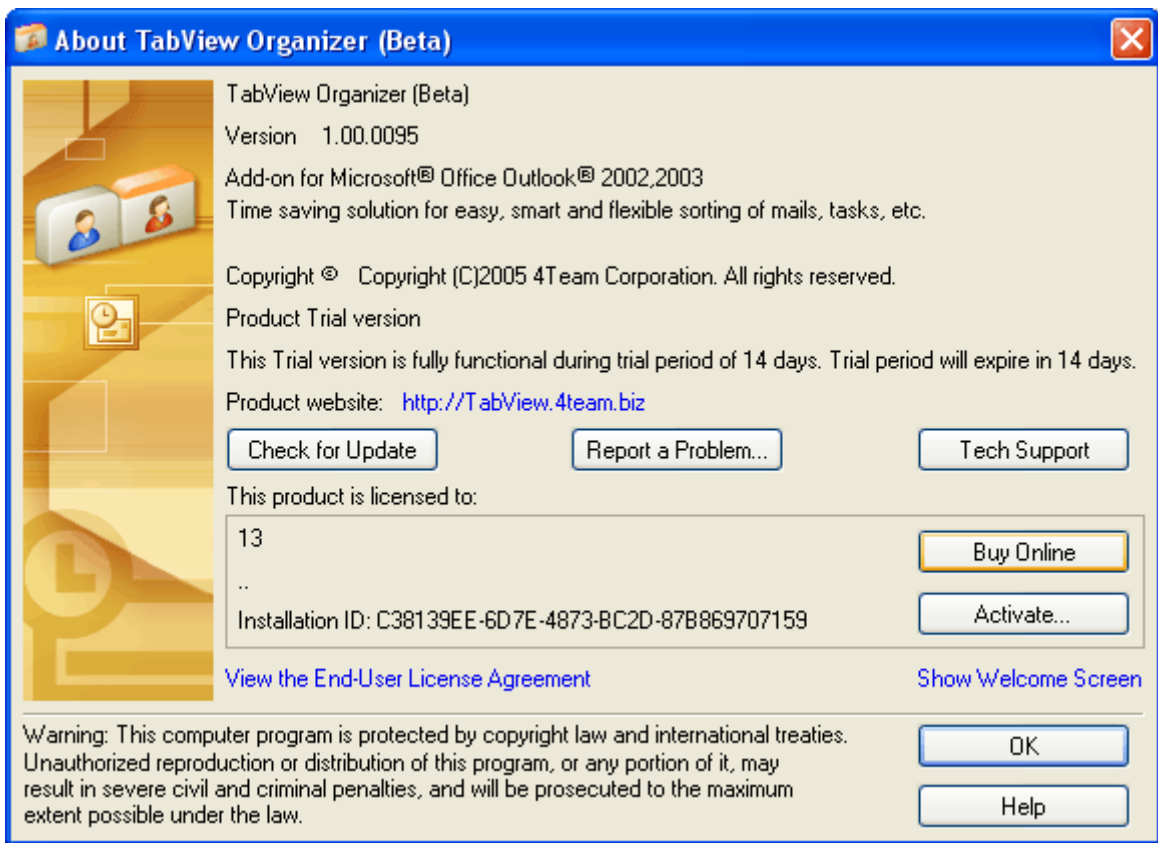 About TabView Organizer (Beta)
TabView Organizer (Beta)
Version 1.00.0095
Add-on for Microsoft® Office Outlook® 2002,2003
Time saving solution for easy, smart and flexible sorting of mails, tasks, etc.
Copyright © Copyright (C)2005 4Team Corporation. All rights reserved.
Product Trial version
This Trial version is fully functional during trial period of 14 days. Trial period will expire in 14 days.
Product website: http://TabView.4team.biz
Check for Update Report a Problem... Tech Support
This product is licensed to:
13
Buy Online
..
Installation ID: C38139EE-6D7E-4873-BC2D-87B869707159
Activate...
View the End-User License Agreement Show Welcome Screen
Warning: This computer program is protected by copyright law and international treaties.
Unauthorized reproduction or distribution of this program, or any portion of it, may
result in severe civil and criminal penalties, and will be prosecuted to the maximum
extent possible under the law.
OK
Help